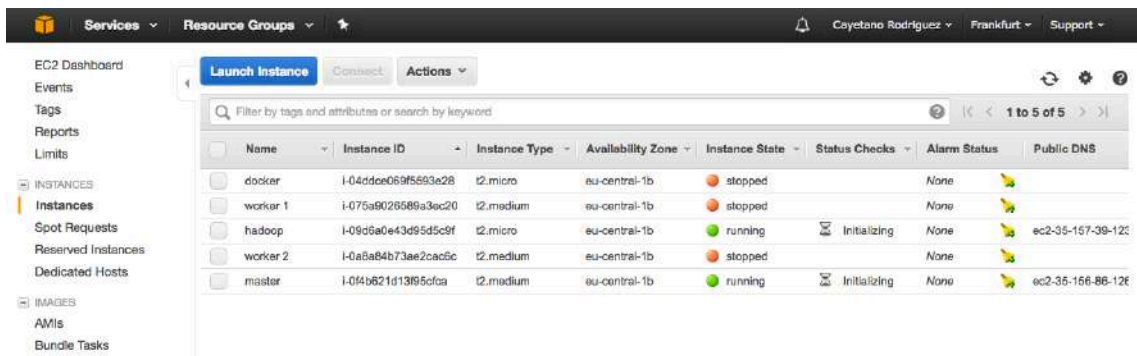 Services Resource Groups Cayetano Rodriguez Frankfurt Support
EC2 Dashboard
Events
Tags
Reports
Limits
INSTANCES
Instances
Spot Requests
Reserved Instances
Dedicated Hosts
IMAGES
AMIs
Bundle Tasks
Launch Instance Connect Actions
Filter by tags and attributes or search by keyword 1 to 5 of 5
Name Instance ID Instance Type Availability Zone Instance State Status Checks Alarm Status Public DNS
docker i-04ddce069f5593e28 t2.micro eu-central-1b stopped None
worker 1 i-075a9026589a3ec20 t2.medium eu-central-1b stopped None
hadoop i-09d6a0e43d95d5c9f t2.micro eu-central-1b running Initializing None ec2-35-157-39-123
worker 2 i-0a8a84b73ae2cac6c t2.medium eu-central-1b stopped None
master i-0f4b621d13f95cfca t2.medium eu-central-1b running Initializing None ec2-35-156-86-126